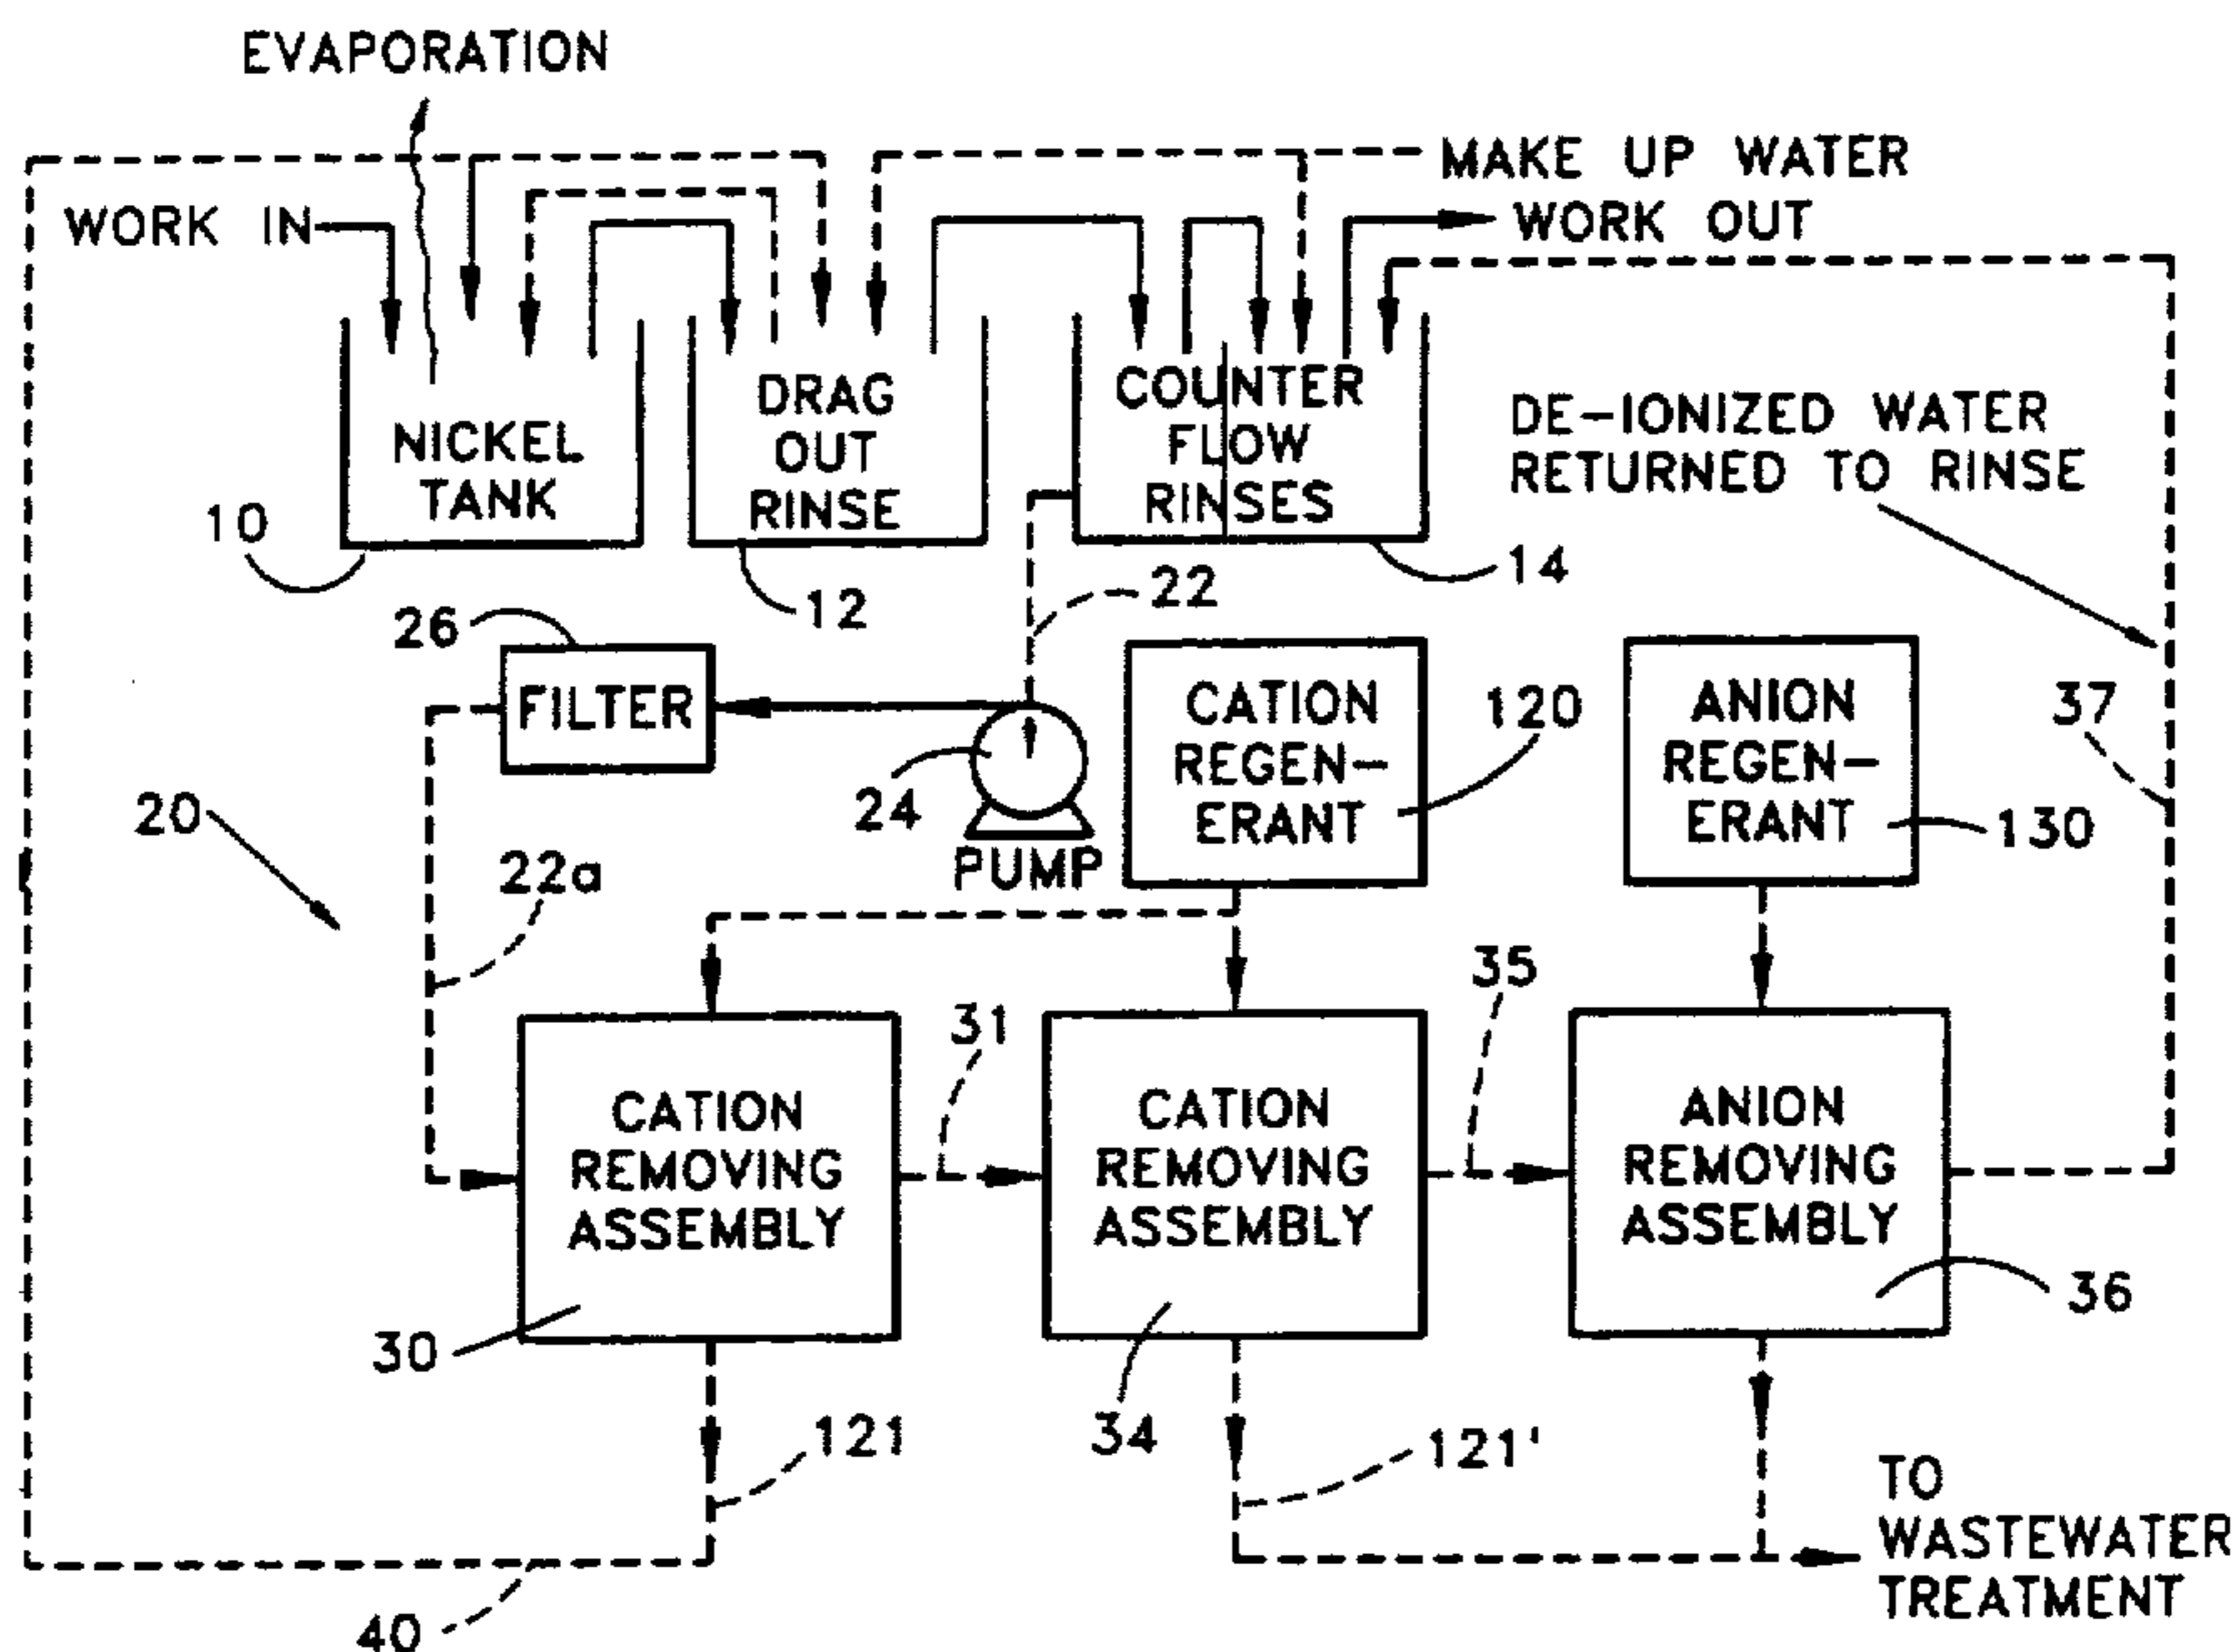 EVAPORATION
MAKE UP WATER
WORK IN
WORK OUT
NICKEL
TANK
DRAG
OUT
RINSE
COUNTER
FLOW
RINSES
DE-IONIZED WATER
RETURNED TO RINSE
10
12
22
14
26
FILTER
24
PUMP
CATION
REGEN-
ERANT
120
ANION
REGEN-
ERANT
130
37
20
22a
31
35
CATION
REMOVING
ASSEMBLY
CATION
REMOVING
ASSEMBLY
ANION
REMOVING
ASSEMBLY
30
34
36
121
121'
TO
WASTEWATER
TREATMENT
40